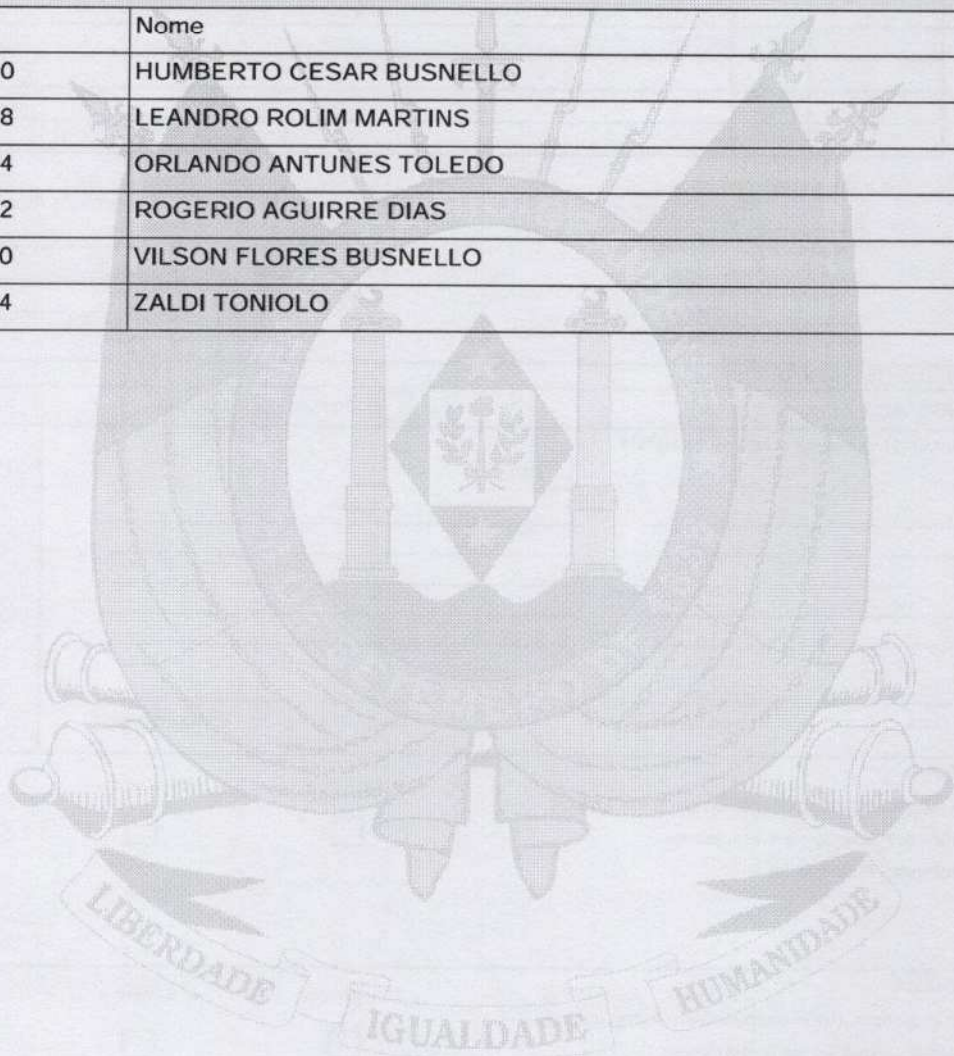 Nome
0 HUMBERTO CESAR BUSNELLO
8 LEANDRO ROLIM MARTINS
4 ORLANDO ANTUNES TOLEDO
2 ROGERIO AGUIRRE DIAS
0 VILSON FLORES BUSNELLO
4 ZALDI TONIOLO
LIBERDADE IGUALDADE HUMANIDADE